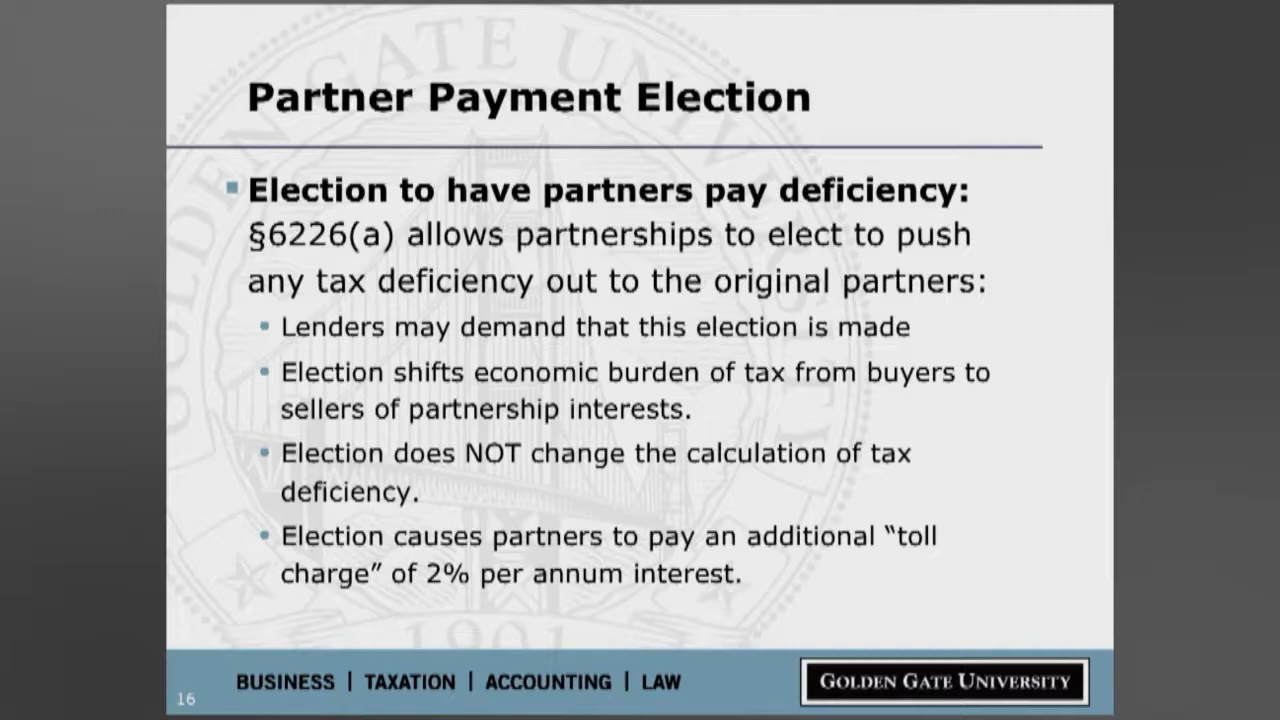 Partner Payment Election
Election to have partners pay deficiency:
§6226(a) allows partnerships to elect to push
any tax deficiency out to the original partners:
Lenders may demand that this election is made
Election shifts economic burden of tax from buyers to
sellers of partnership interests.
Election does NOT change the calculation of tax
deficiency.
Election causes partners to pay an additional “toll
charge” of 2% per annum interest.
GOLDEN GATE UNIVERSITY
1901
16
BUSINESS | TAXATION | ACCOUNTING | LAW
GOLDEN GATE UNIVERSITY